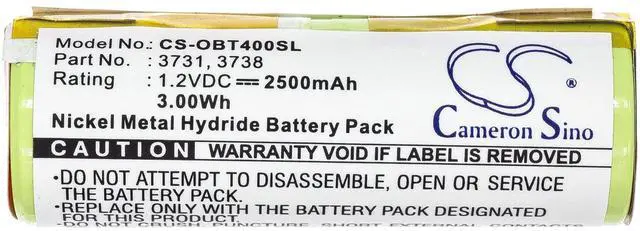 Model No.: CS-OBT400SL
P/No. : 3731, 3738
Rating : 1.2VDC⎓2500mAh
3.00Wh
Nickel Metal Hydride Battery Pack
CS®
Cameron Sino
CAUTION WARRANTY VOID IF LABEL IS REMOVED
•DO NOT ATTEMPT TO DISASSEMBLE, OPEN OR SERVICE
THE BATTERY PACK.
•REPLACE ONLY WITH THE BATTERY PACK DESIGNATED
FOR THIS PRODUCT.